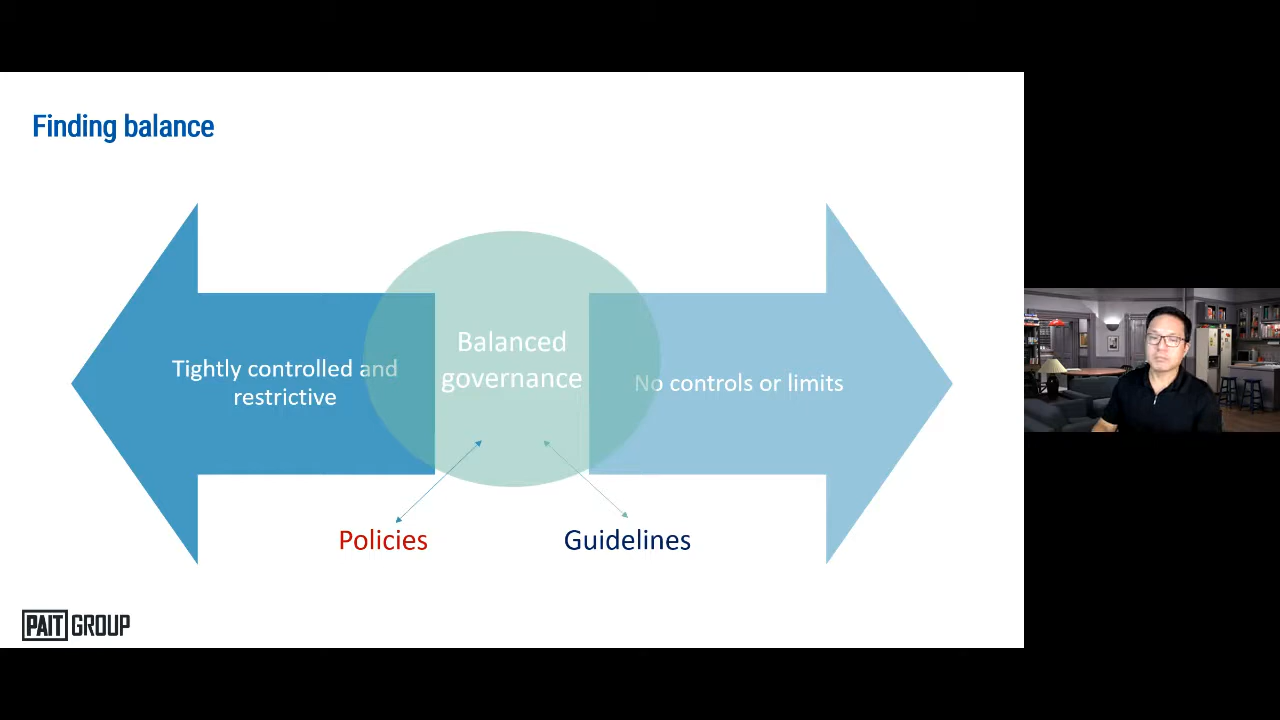 Finding balance
Tightly controlled and
restrictive
Balanced
governance
No controls or limits
Policies
Guidelines
PAIT GROUP